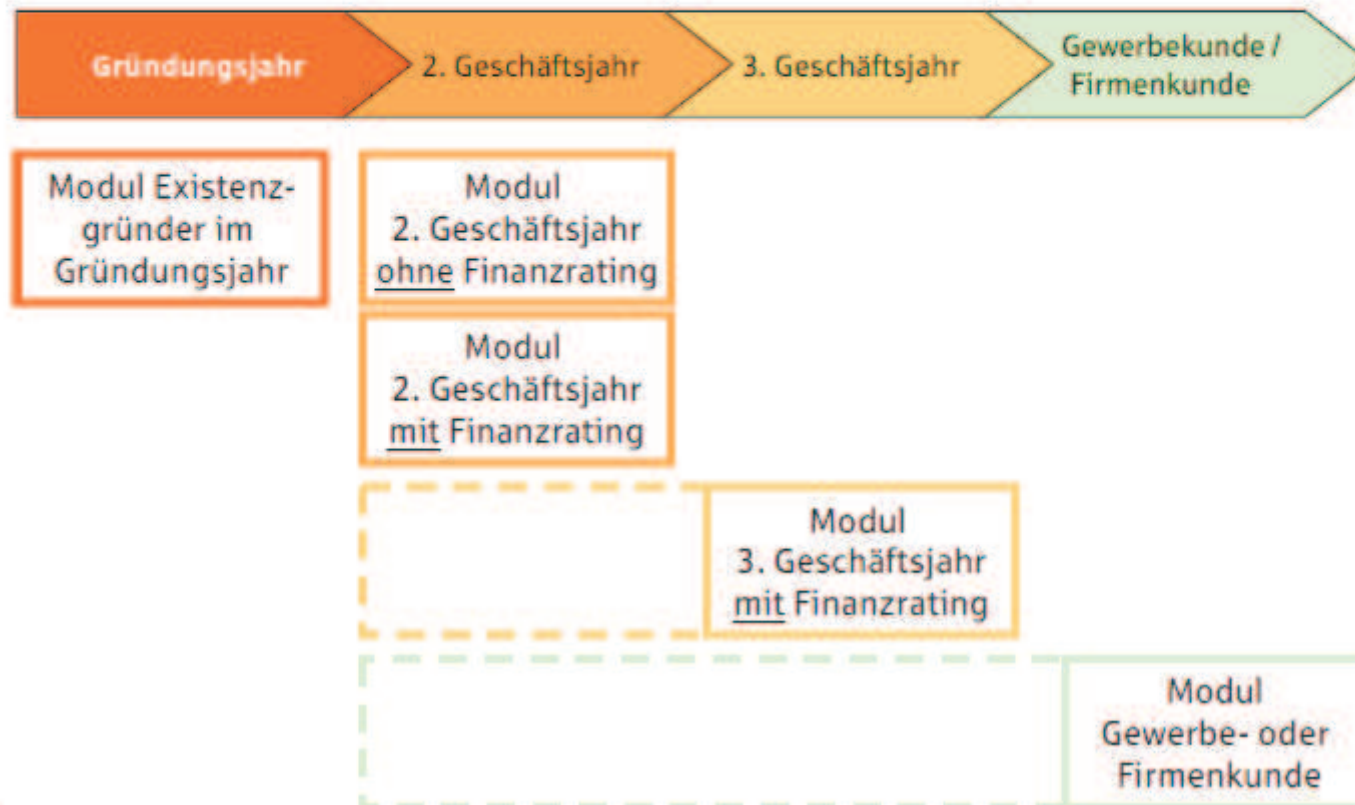 Gründungsjahr
2. Geschäftsjahr
3. Geschäftsjahr
Gewerbekunde /
Firmenkunde
Modul Existenz-
gründer im
Gründungsjahr
Modul
2. Geschäftsjahr
ohne Finanzrating
Modul
2. Geschäftsjahr
mit Finanzrating
Modul
3. Geschäftsjahr
mit Finanzrating
Modul
Gewerbe- oder
Firmenkunde